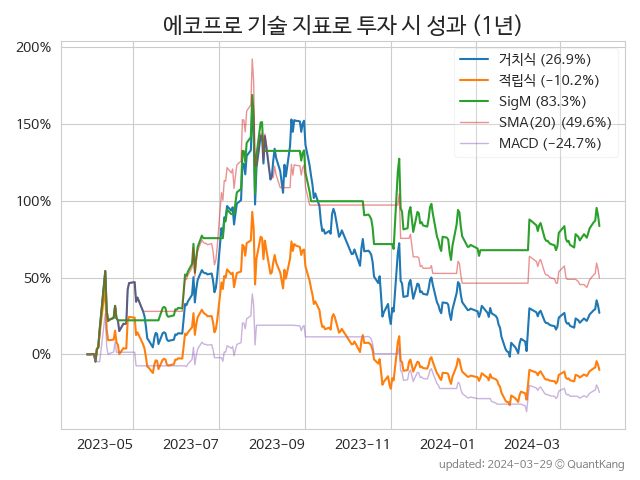 에코프로 기술 지표로 투자 시 성과 (1년)
200%
150%
100%
50%
0%
거치식 (26.9%)
적립식 (−10.2%)
SigM (83.3%)
SMA(20) (49.6%)
MACD (−24.7%)
2023−05 2023−07 2023−09 2023−11 2024−01 2024−03
updated: 2024−03−29 © QuantKang